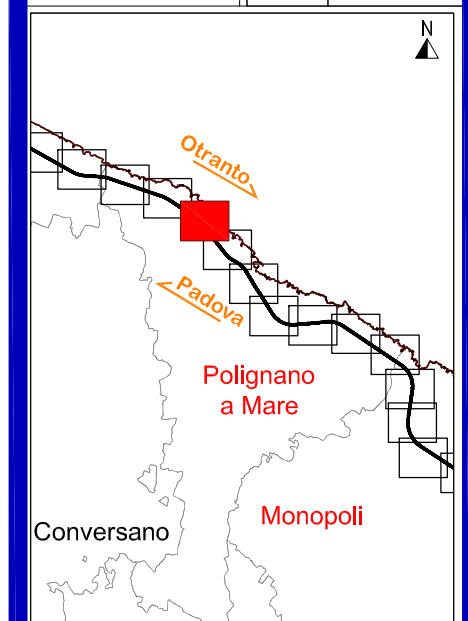 N
Otranto
Padova
Polignano
a Mare
Monopoli
Conversano